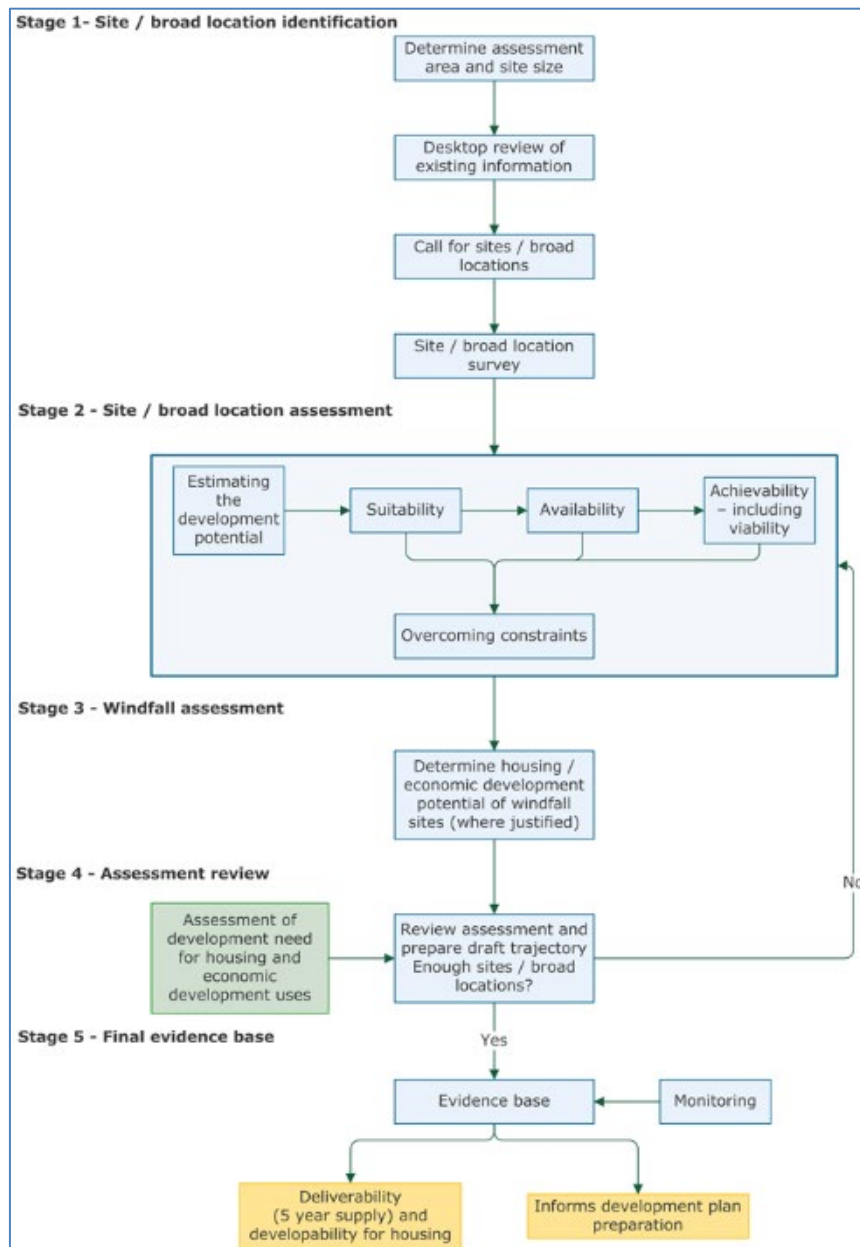 Stage 1- Site / broad location identification
Determine assessment
area and site size
Desktop review of
existing information
Call for sites / broad
locations
Site / broad location
survey
Stage 2 - Site / broad location assessment
Estimating
the
development
potential
Suitability
Availability
Achievability
– including
viability
Overcoming constraints
Stage 3 - Windfall assessment
Determine housing /
economic development
potential of windfall
sites (where justified)
Stage 4 - Assessment review
No
Assessment of
development need
for housing and
economic
development uses
Review assessment and
prepare draft trajectory
Enough sites / broad
locations?
Stage 5 - Final evidence base
Yes
Evidence base
Monitoring
Deliverability
(5 year supply) and
developability for housing
Informs development plan
preparation